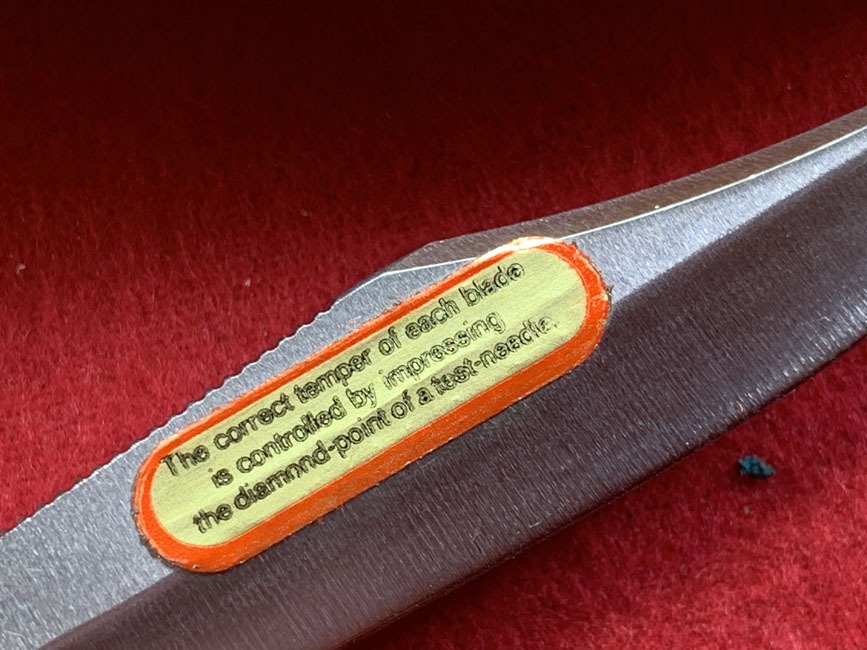 The correct temper of each blade
is controlled by impressing
the diamond-point of a test-needle.